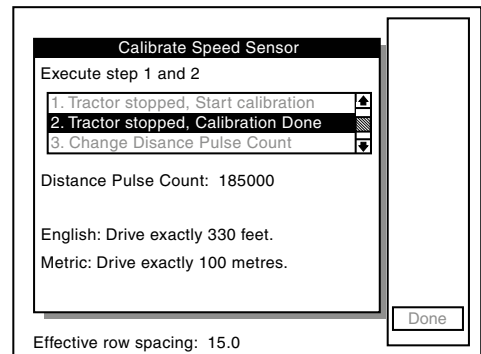 Calibrate Speed Sensor
Execute step 1 and 2
1. Tractor stopped, Start calibration
2. Tractor stopped, Calibration Done
3. Change Disance Pulse Count
Distance Pulse Count: 185000
English: Drive exactly 330 feet.
Metric: Drive exactly 100 metres.
Done
Effective row spacing: 15.0